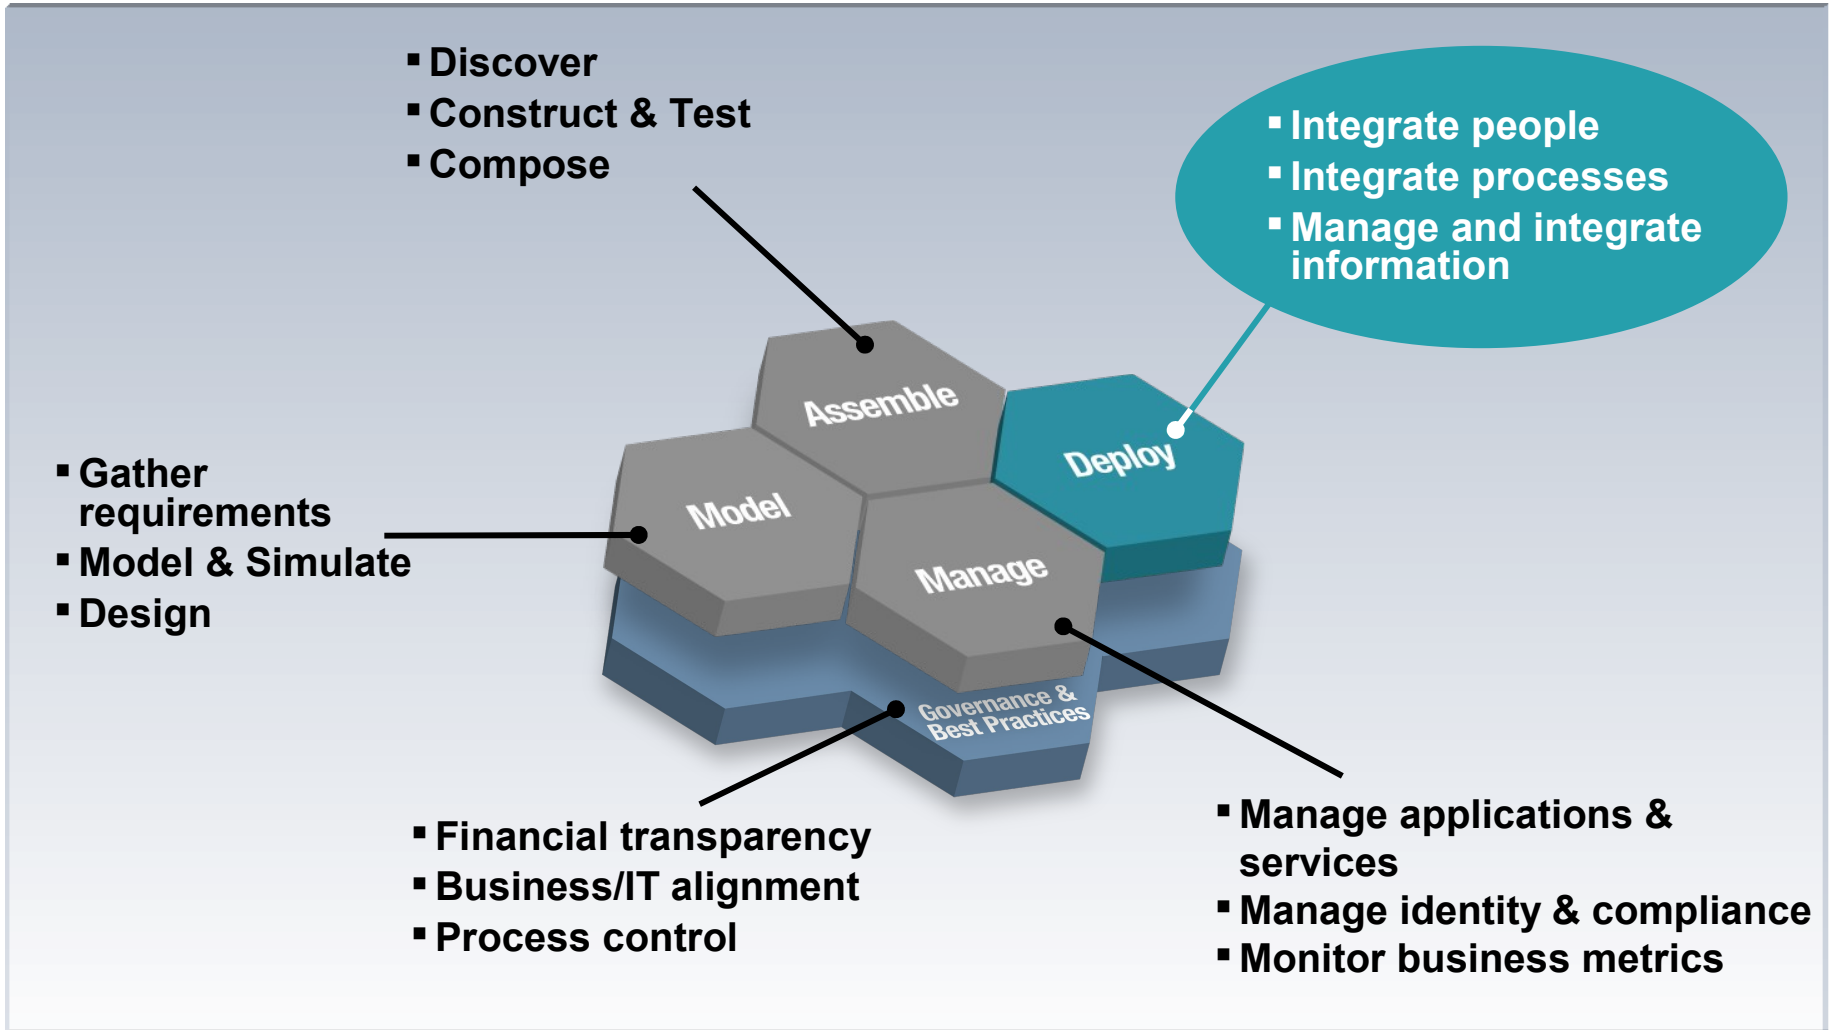 ▪ Discover
▪ Construct & Test
▪ Compose
▪ Integrate people
▪ Integrate processes
▪ Manage and integrate
information
Assemble
Deploy
Model
Manage
▪ Gather
requirements
▪ Model & Simulate
▪ Design
Governance &
Best Practices
▪ Financial transparency
▪ Business/IT alignment
▪ Process control
▪ Manage applications &
services
▪ Manage identity & compliance
▪ Monitor business metrics